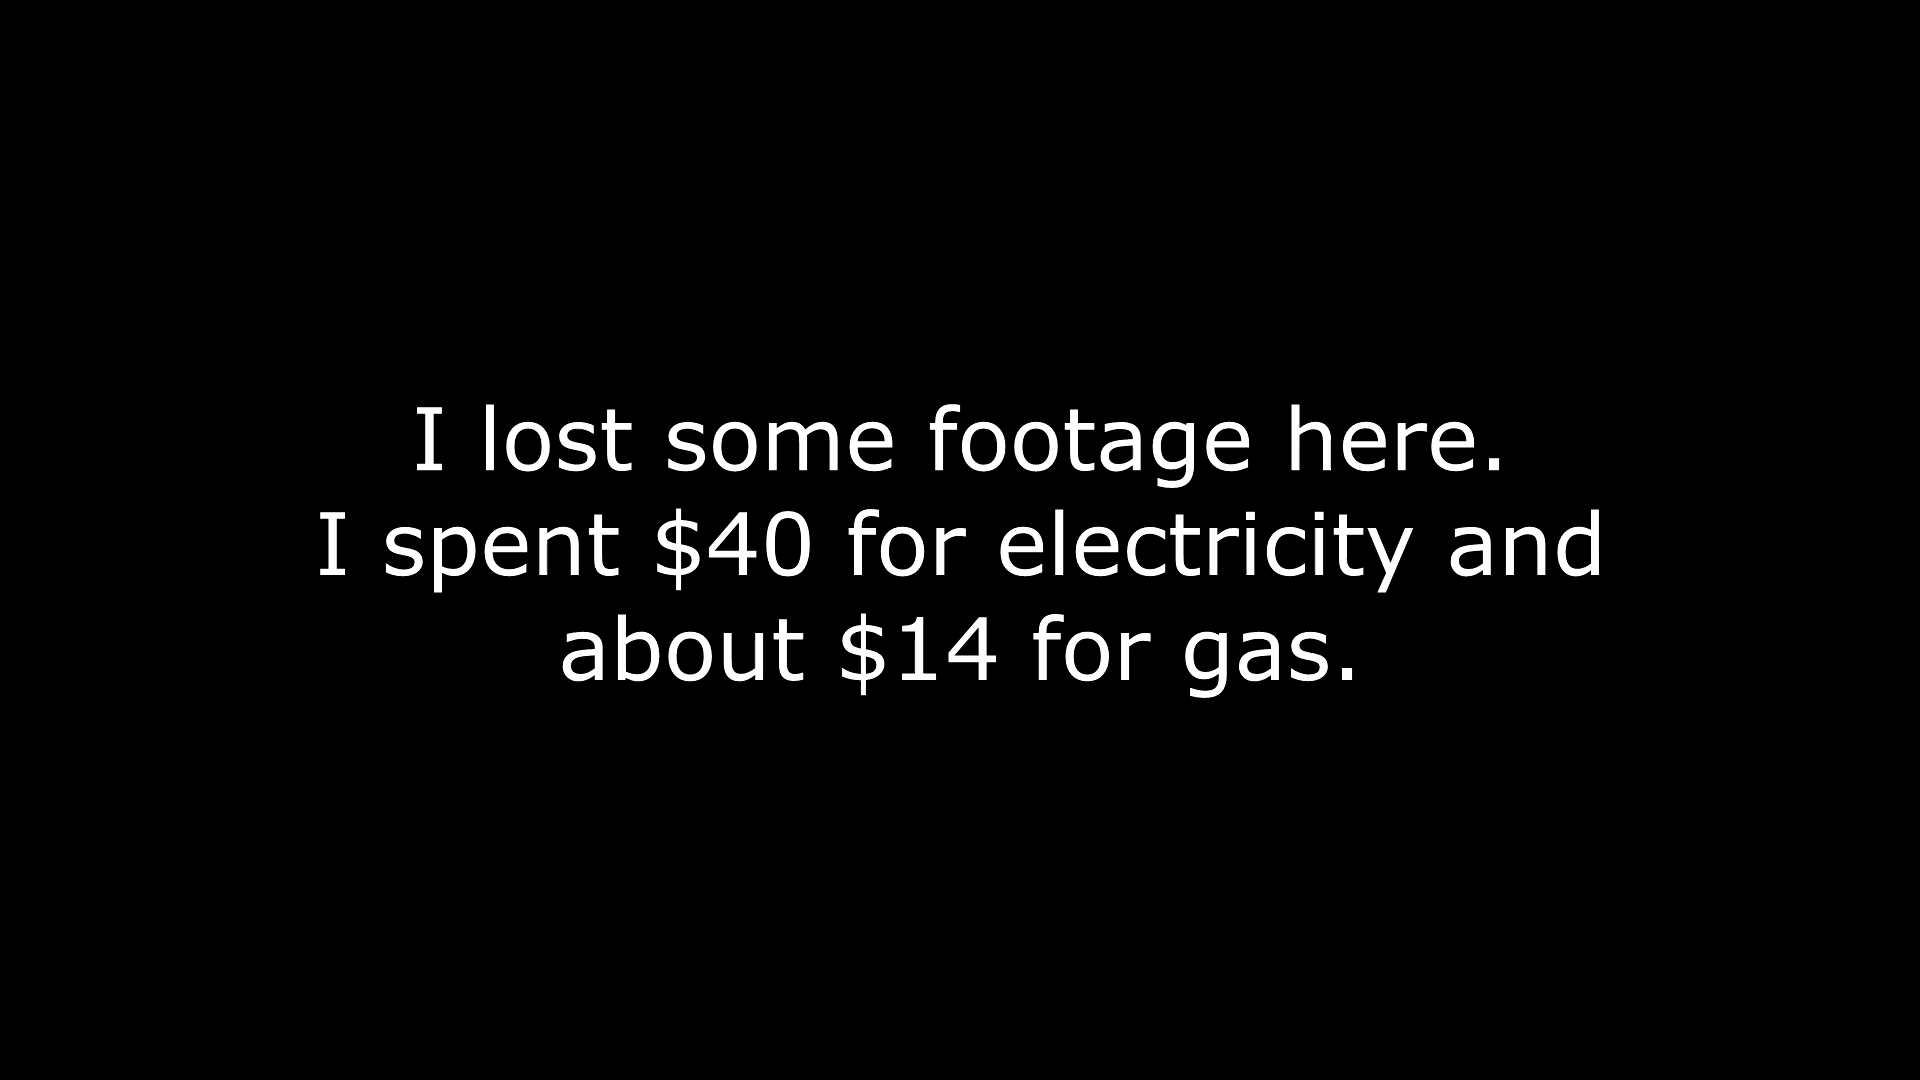 I lost some footage here.
I spent $40 for electricity and
about $14 for gas.